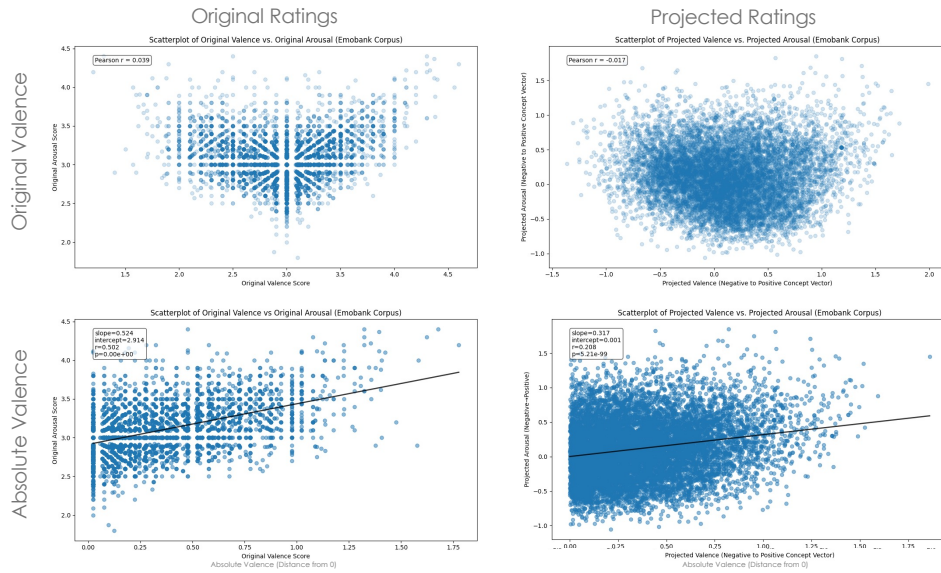 Original Ratings
Projected Ratings
Original Valence
Scatterplot of Original Valence vs. Original Arousal (Emobank Corpus)
Pearson r = 0.039
Original Arousal Score
4.5
4.0
3.5
3.0
2.5
2.0
1.5 2.0 2.5 3.0 3.5 4.0 4.5
Original Valence Score
Scatterplot of Projected Valence vs. Projected Arousal (Emobank Corpus)
Pearson r = -0.017
Projected Arousal (Negative to Positive Concept Vector)
1.5
1.0
0.5
0.0
−0.5
−1.0
−1.5 −1.0 −0.5 0.0 0.5 1.0 1.5 2.0
Projected Valence (Negative to Positive Concept Vector)
Absolute Valence
Scatterplot of Original Valence vs Original Arousal (Emobank Corpus)
slope=0.524
intercept=2.914
r=0.502
p=0.00e+00
Original Arousal Score
4.5
4.0
3.5
3.0
2.5
2.0
0.00 0.25 0.50 0.75 1.00 1.25 1.50 1.75
Original Valence Score
Absolute Valence (Distance from 0)
Scatterplot of Projected Valence vs. Projected Arousal (Emobank Corpus)
slope=0.317
intercept=0.001
r=0.208
p=5.21e-99
Projected Arousal (Negative→Positive)
1.5
1.0
0.5
0.0
−0.5
−1.0
0.00 0.25 0.50 0.75 1.00 1.25 1.50 1.75
Projected Valence (Negative to Positive Concept Vector)
Absolute Valence (Distance from 0)